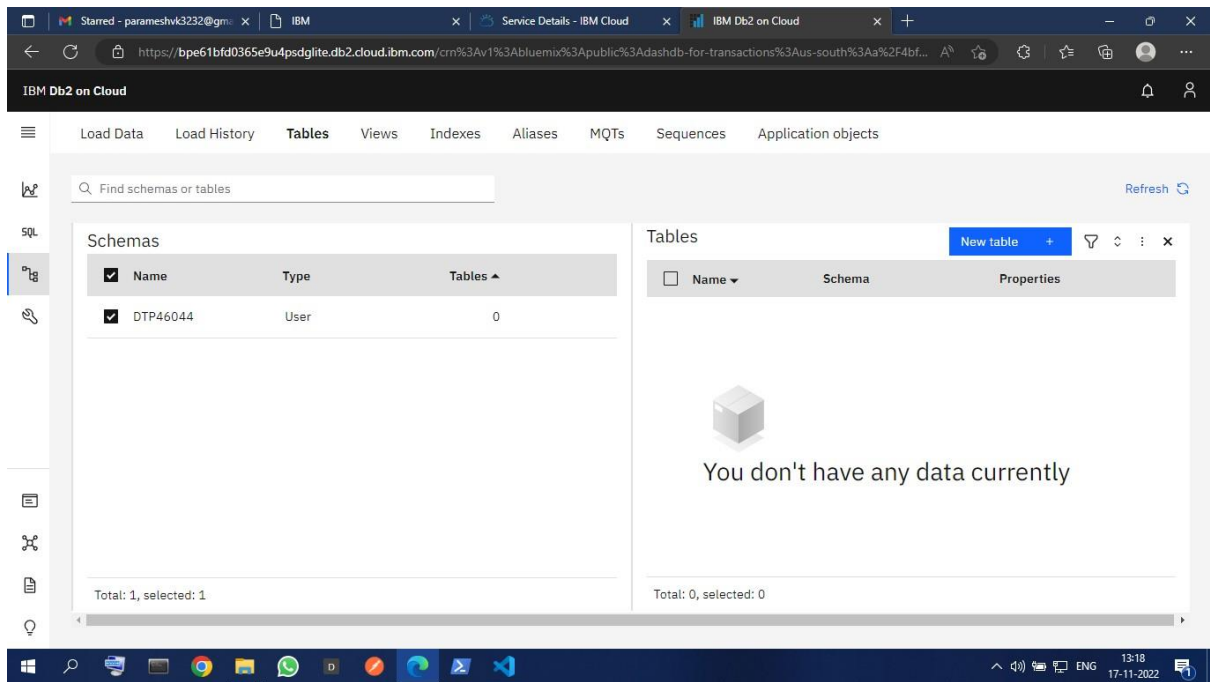 Starred - parameshvk3232@gma
IBM
Service Details - IBM Cloud
IBM Db2 on Cloud
https://bpe61bfd0365e9u4psdglite.db2.cloud.ibm.com/crn%3Av1%3Abluemix%3Apublic%3Adashdb-for-transactions%3Aus-south%3Aa%2F4bf...
IBM Db2 on Cloud
Load Data Load History Tables Views Indexes Aliases MQTs Sequences Application objects
Find schemas or tables
Refresh
SQL
Schemas
Name Type Tables
DTP46044 User 0
Total: 1, selected: 1
Tables
New table +
Name Schema Properties
You don't have any data currently
Total: 0, selected: 0
ENG
13:18
17-11-2022